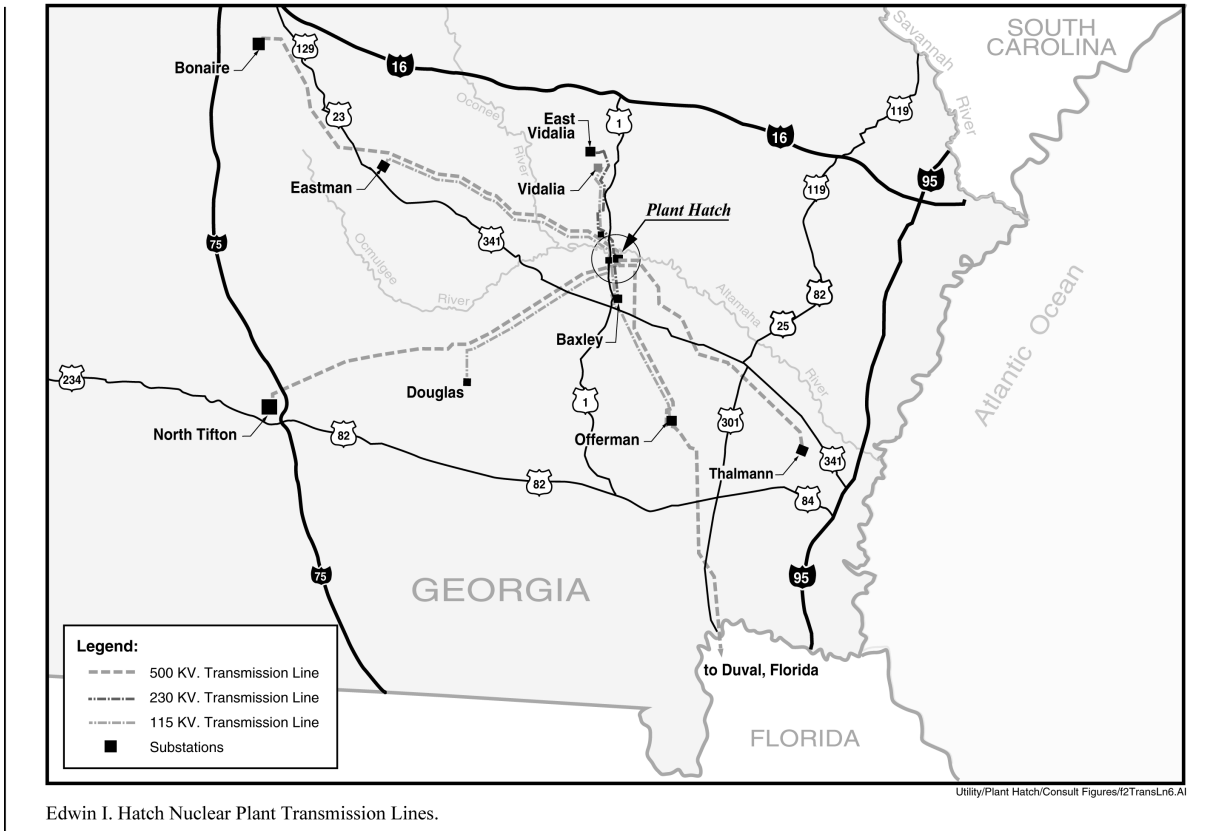 SOUTH
CAROLINA
Savannah
River
129
Bonaire
16
Oconee
River
23
East
Vidalia
1
119
16
Eastman
Vidalia
119
95
Plant Hatch
75
341
Ocmulgee
River
Altamaha
River
82
25
Atlantic Ocean
Baxley
234
Douglas
1
301
North Tifton
82
Offerman
Thalmann
341
82
84
75
95
GEORGIA
Legend:
500 KV. Transmission Line
230 KV. Transmission Line
115 KV. Transmission Line
Substations
to Duval, Florida
FLORIDA
Utility/Plant Hatch/Consult Figures/f2TransLn6.AI
Edwin I. Hatch Nuclear Plant Transmission Lines.